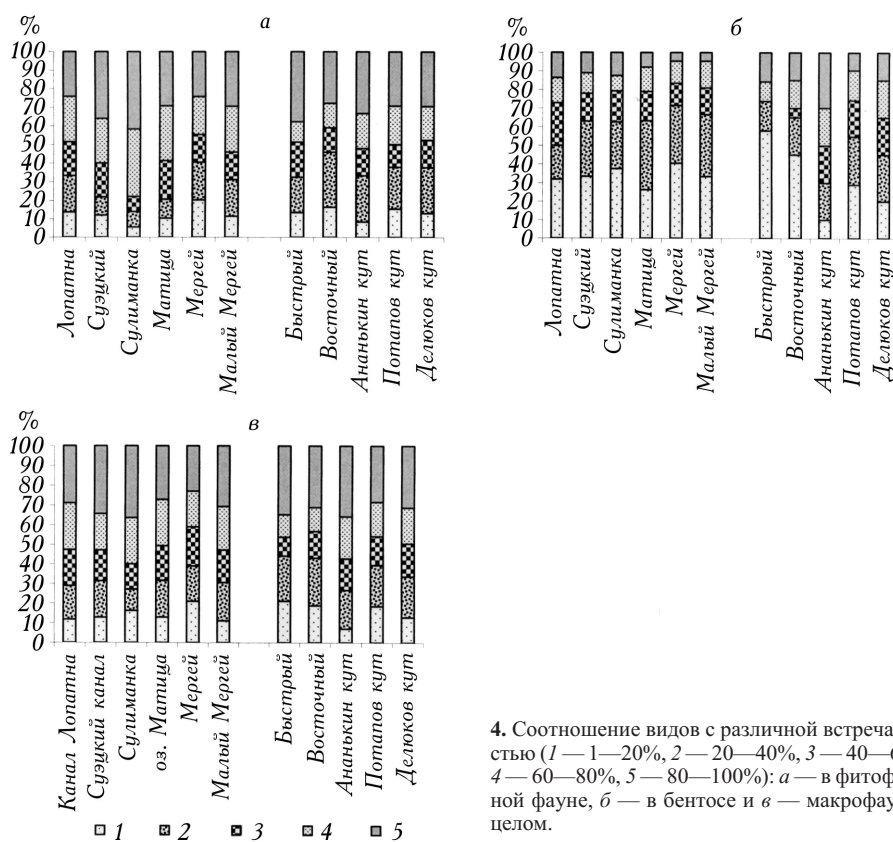 %
а
100
90
80
70
60
50
40
30
20
10
0
Лопатна
Суэцкий
Сулиманка
Матица
Мергей
Малый Мергей
Быстрый
Восточный
Ананькин кут
Потапов кут
Делюков кут
%
б
100
90
80
70
60
50
40
30
20
10
0
Лопатна
Суэцкий
Сулиманка
Матица
Мергей
Малый Мергей
Быстрый
Восточный
Ананькин кут
Потапов кут
Делюков кут
%
в
100
90
80
70
60
50
40
30
20
10
0
Канал Лопатна
Суэцкий канал
Сулиманка
оз. Матица
Мергей
Малый Мергей
Быстрый
Восточный
Ананькин кут
Потапов кут
Делюков кут
1 2 3 4 5
4. Соотношение видов с различной встреча
стью (1 — 1—20%, 2 — 20—40%, 3 — 40—
4 — 60—80%, 5 — 80—100%): а — в фитоф
ной фауне, б — в бентосе и в — макрофау
целом.